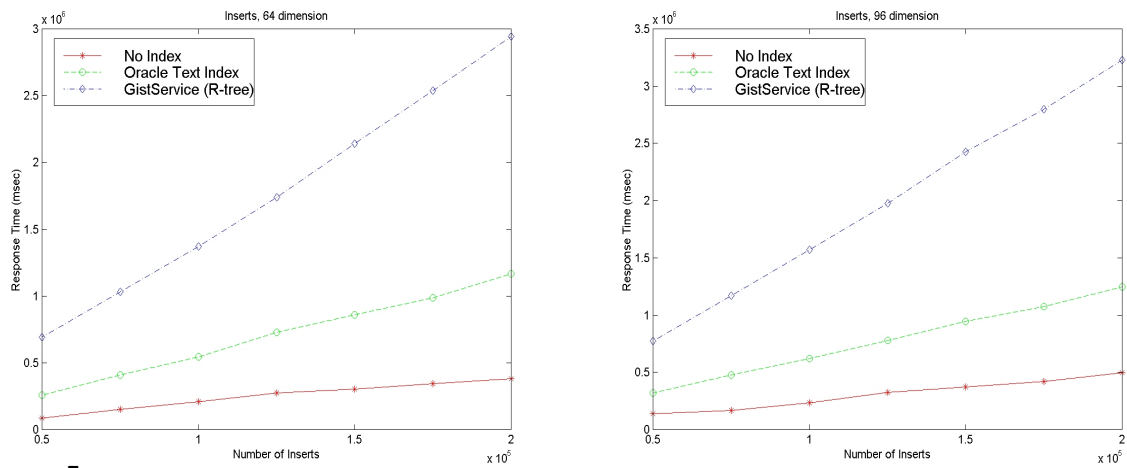 Inserts, 64 dimension
x 10^6
3
2.5
2
1.5
1
0.5
0
Response Time (msec)
No Index
Oracle Text Index
GistService (R-tree)
0.5
1
1.5
2
x 10^5
Number of Inserts
Inserts, 96 dimension
x 10^6
3.5
3
2.5
2
1.5
1
0.5
0
Response Time (msec)
No Index
Oracle Text Index
GistService (R-tree)
0.5
1
1.5
2
x 10^5
Number of Inserts